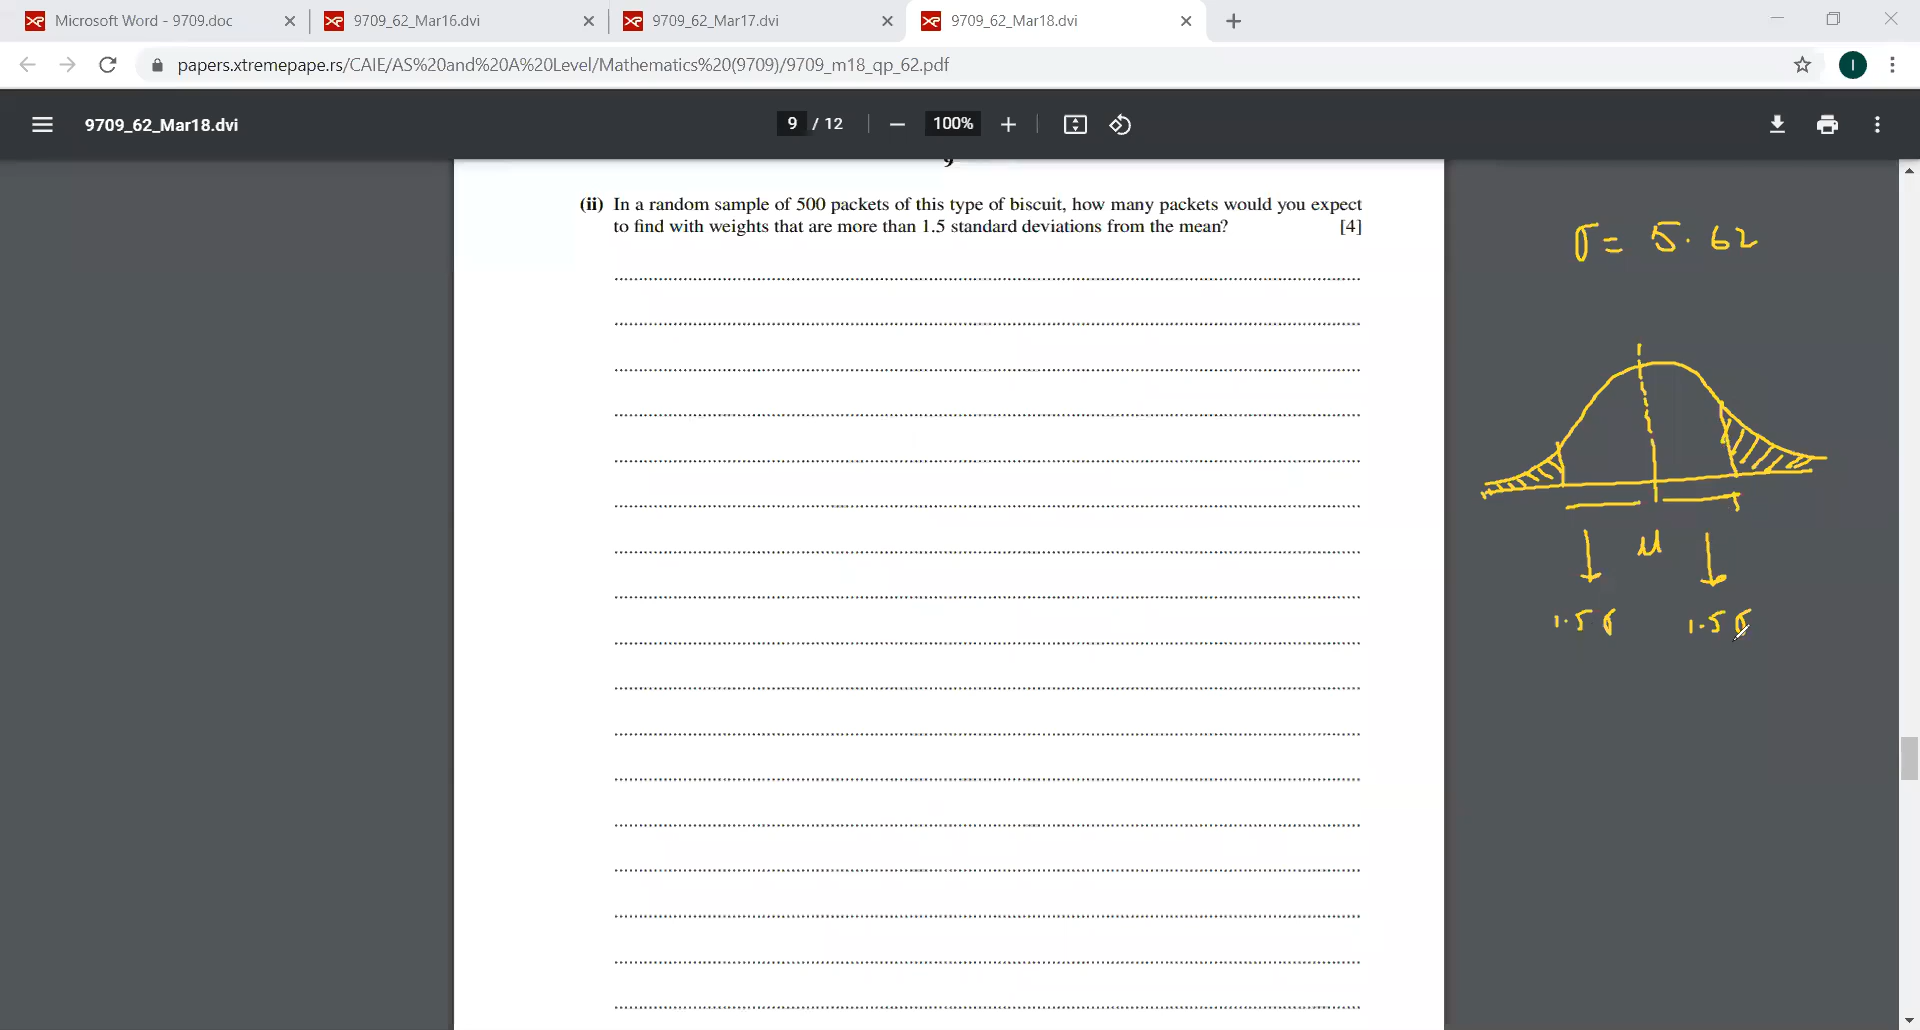 Microsoft Word - 9709.doc
9709_62_Mar16.dvi
9709_62_Mar17.dvi
9709_62_Mar18.dvi
papers.xtremepape.rs/CAIE/AS%20and%20A%20Level/Mathematics%20(9709)/9709_m18_qp_62.pdf
I
9709_62_Mar18.dvi
9 / 12
100%
9
(ii) In a random sample of 500 packets of this type of biscuit, how many packets would you expect
to find with weights that are more than 1.5 standard deviations from the mean? [4]
σ = 5.62
μ
1.5σ 1.5σ